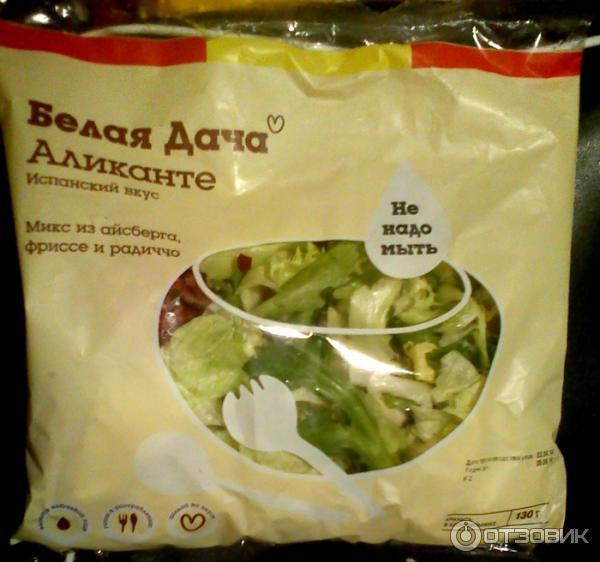 Белая Дача
Аликанте
Испанский вкус
Микс из айсберга,
фриссе и радиччо
Не
надо
мыть
130 г
ОТЗОВИК